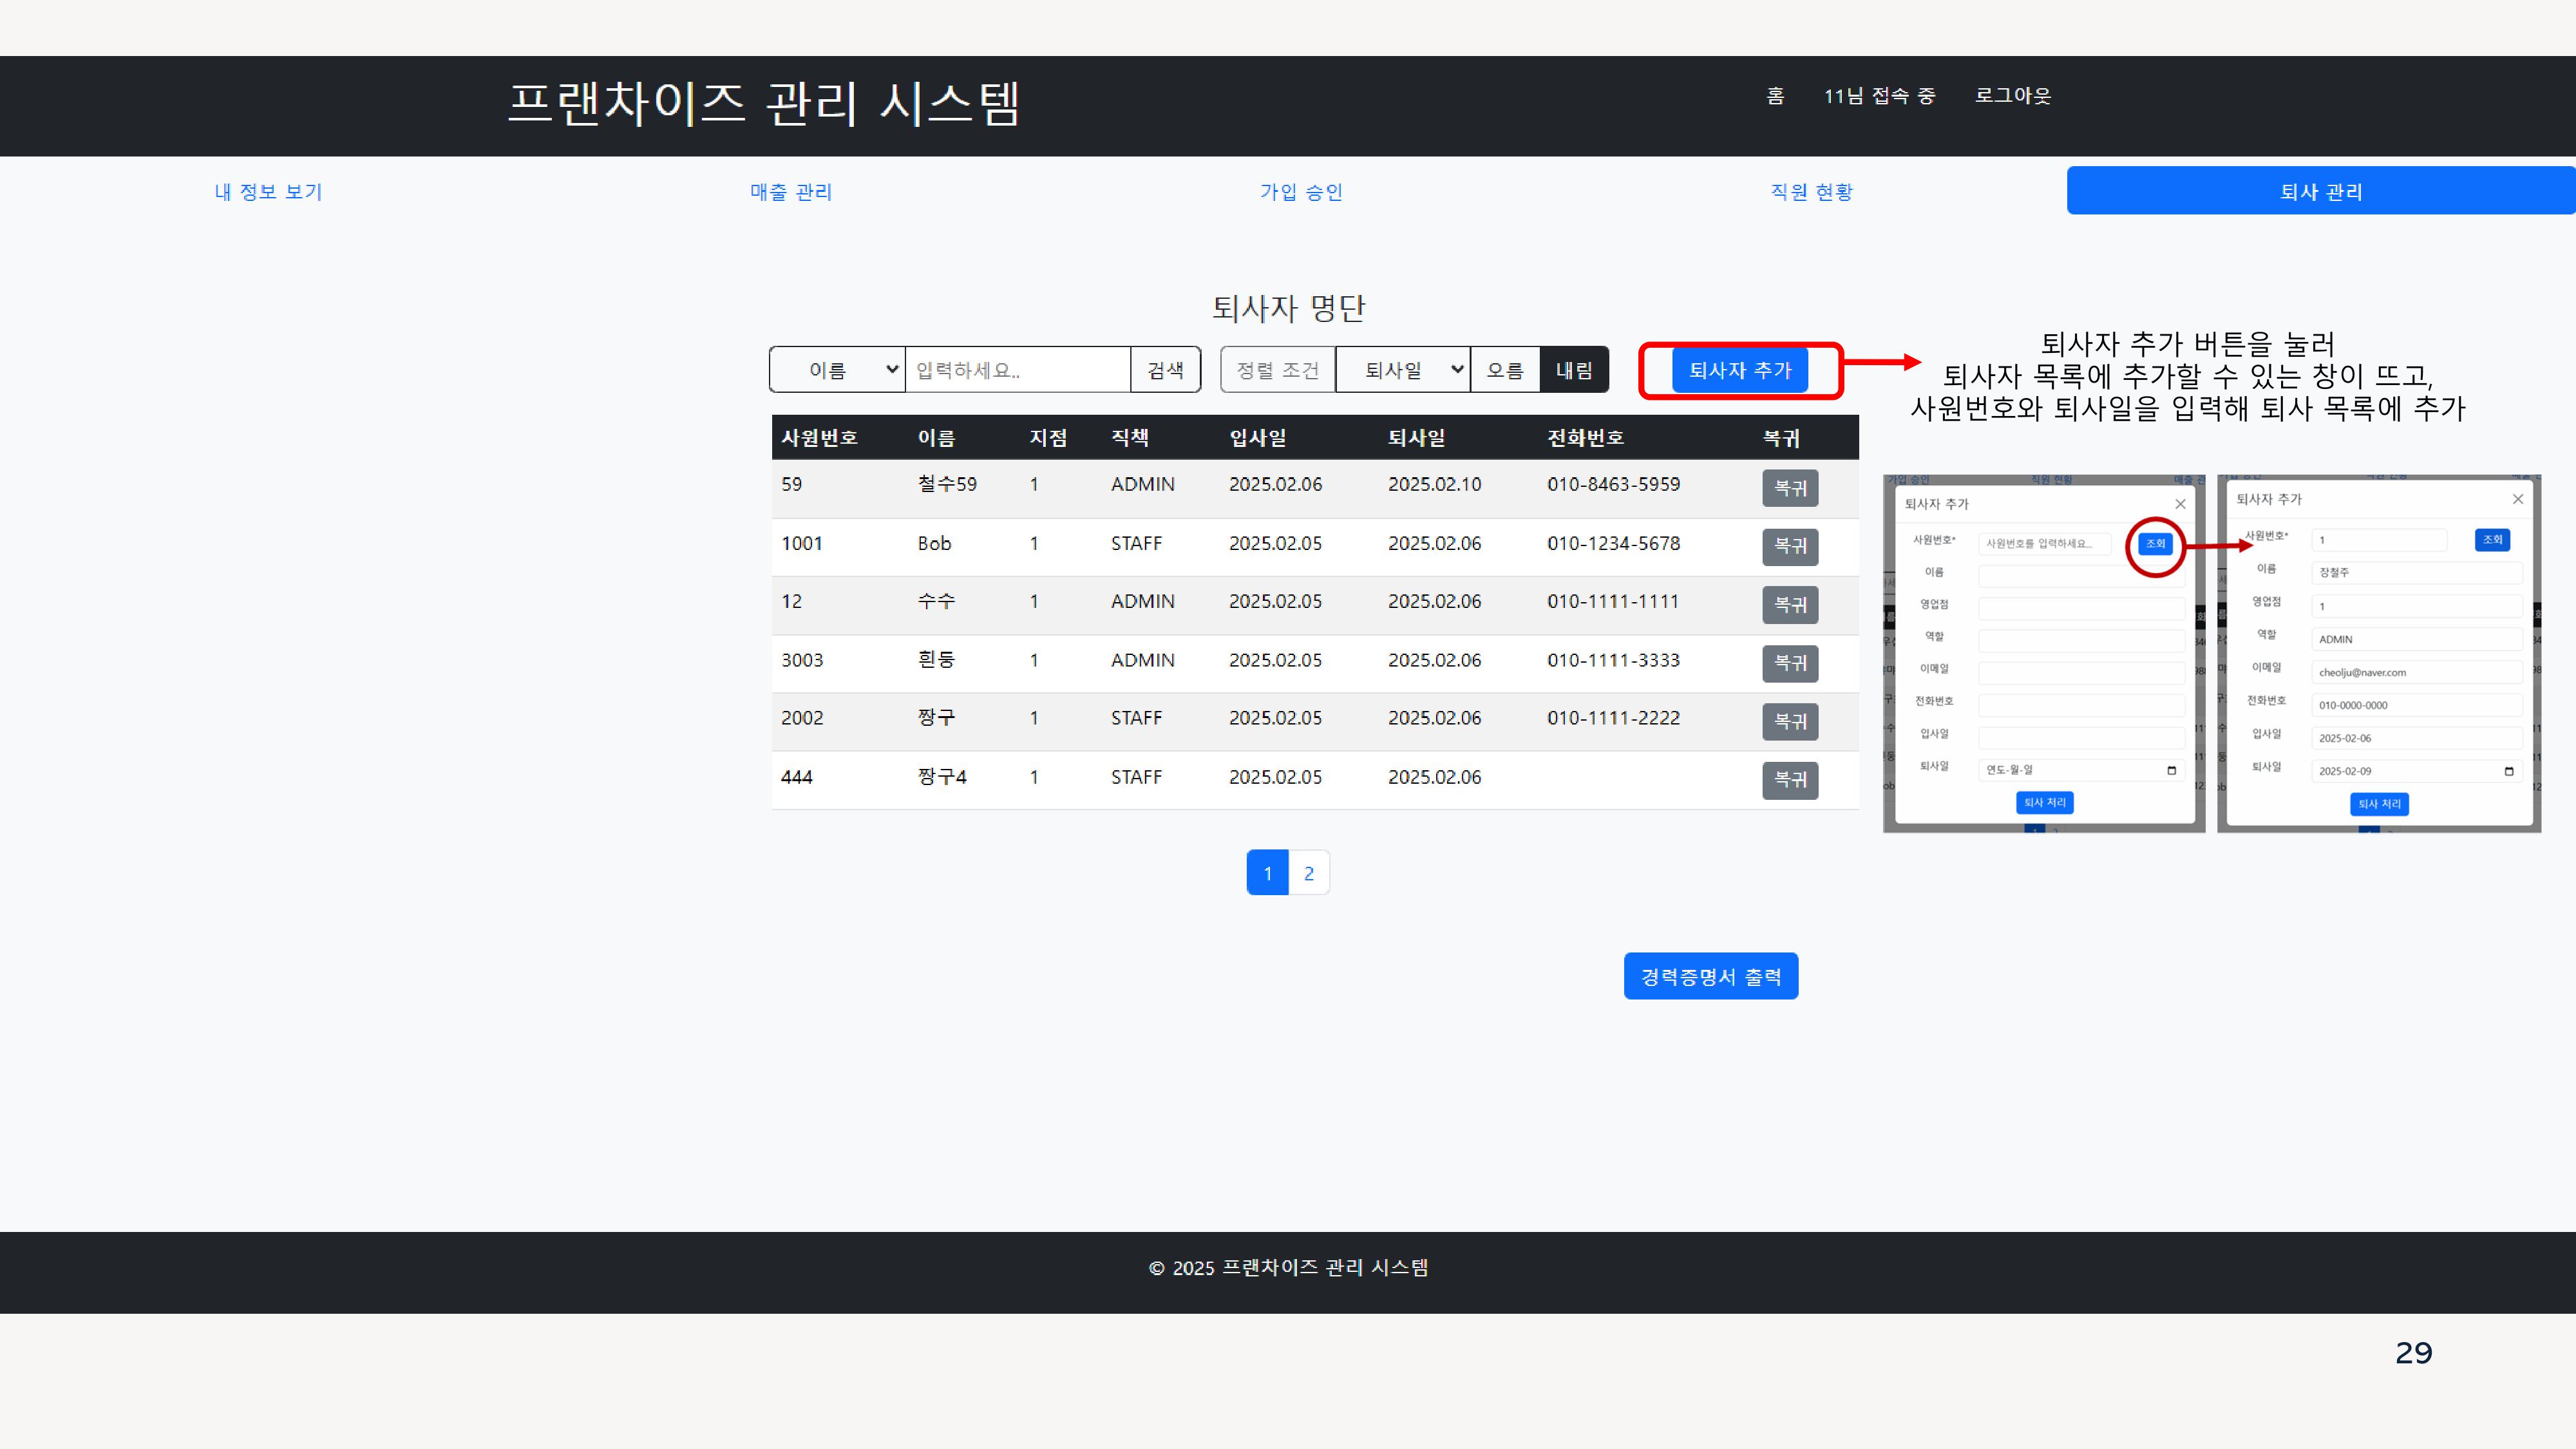 프랜차이즈 관리 시스템
홈 11님 접속 중 로그아웃
내 정보 보기 매출 관리 가입 승인 직원 현황 퇴사 관리
퇴사자 명단
이름 입력하세요.. 검색 정렬 조건 퇴사일 오름 내림 퇴사자 추가
퇴사자 추가 버튼을 눌러
퇴사자 목록에 추가할 수 있는 창이 뜨고,
사원번호와 퇴사일을 입력해 퇴사 목록에 추가
사원번호 이름 지점 직책 입사일 퇴사일 전화번호 복귀
59 철수59 1 ADMIN 2025.02.06 2025.02.10 010-8463-5959 복귀
1001 Bob 1 STAFF 2025.02.05 2025.02.06 010-1234-5678 복귀
12 수수 1 ADMIN 2025.02.05 2025.02.06 010-1111-1111 복귀
3003 흰둥 1 ADMIN 2025.02.05 2025.02.06 010-1111-3333 복귀
2002 짱구 1 STAFF 2025.02.05 2025.02.06 010-1111-2222 복귀
444 짱구4 1 STAFF 2025.02.05 2025.02.06 복귀
1 2
경력증명서 출력
가입 승인 직원 현황
퇴사자 추가
사원번호* 사원번호를 입력하세요... 조회
이름
영업점
역할
이메일
전화번호
입사일
퇴사일 연도-월-일
퇴사 처리
퇴사자 추가
사원번호* 1 조회
이름 장철주
영업점 1
역할 ADMIN
이메일 cheolju@naver.com
전화번호 010-0000-0000
입사일 2025-02-06
퇴사일 2025-02-09
퇴사 처리
© 2025 프랜차이즈 관리 시스템
29